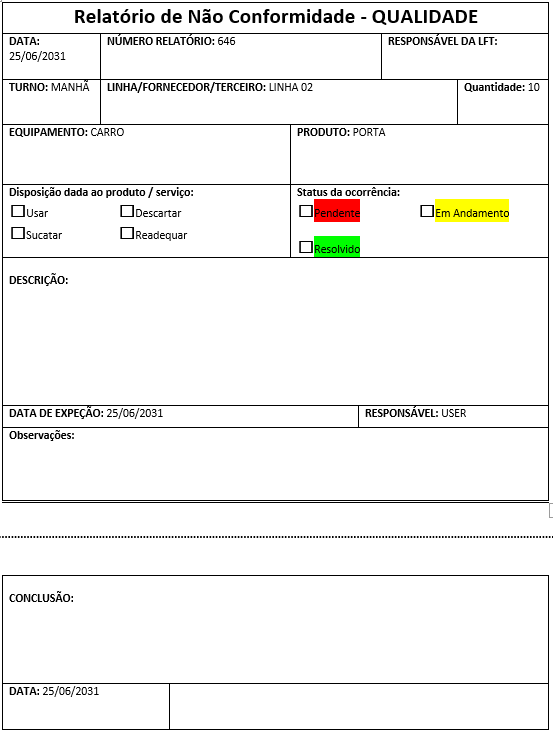 Relatório de Não Conformidade - QUALIDADE
DATA:
25/06/2031
NÚMERO RELATÓRIO: 646
RESPONSÁVEL DA LFT:
TURNO: MANHÃ
LINHA/FORNECEDOR/TERCEIRO: LINHA 02
Quantidade: 10
EQUIPAMENTO: CARRO
PRODUTO: PORTA
Disposição dada ao produto / serviço:
Usar
Descartar
Sucatar
Readequar
Status da ocorrência:
Pendente
Em Andamento
Resolvido
DESCRIÇÃO:
DATA DE EXPEÇÃO: 25/06/2031
RESPONSÁVEL: USER
Observações:
CONCLUSÃO:
DATA: 25/06/2031